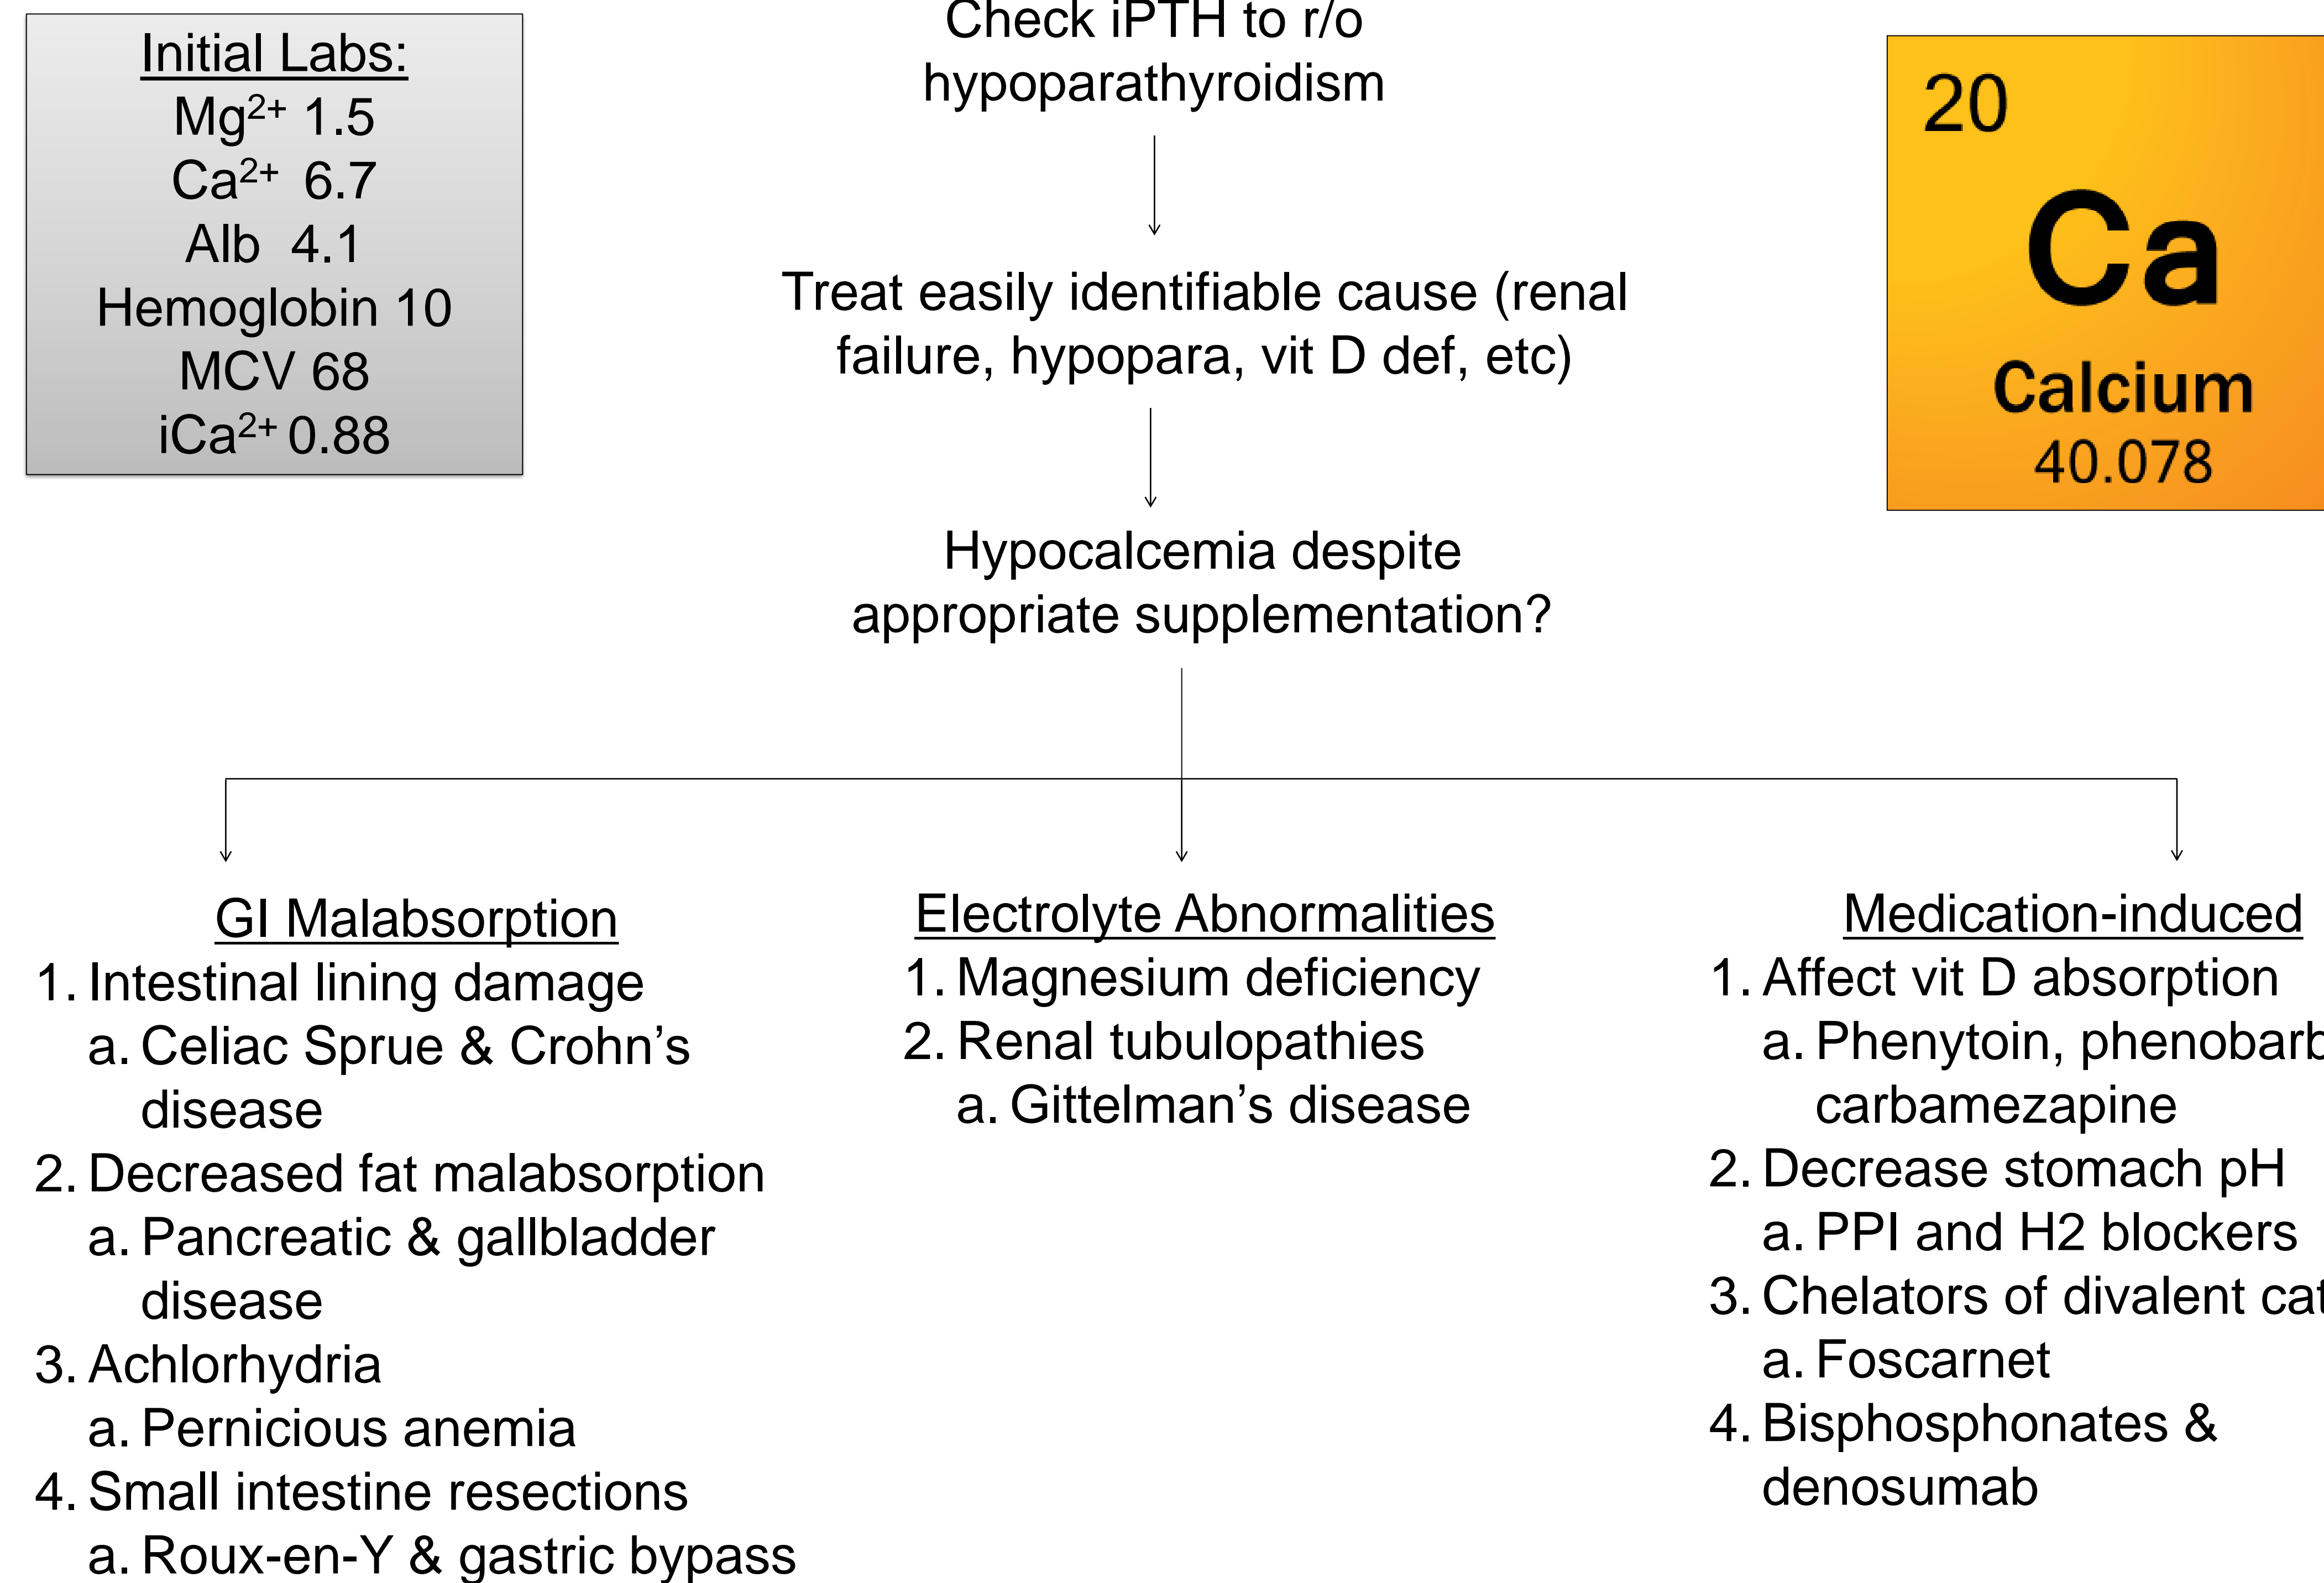 Initial Labs:
Mg2+ 1.5
Ca2+ 6.7
Alb 4.1
Hemoglobin 10
MCV 68
iCa2+ 0.88
Check iPTH to r/o
hypoparathyroidism
Treat easily identifiable cause (renal
failure, hypopara, vit D def, etc)
Hypocalcemia despite
appropriate supplementation?
20
Ca
Calcium
40.078
GI Malabsorption
1. Intestinal lining damage
a. Celiac Sprue & Crohn’s
disease
2. Decreased fat malabsorption
a. Pancreatic & gallbladder
disease
3. Achlorhydria
a. Pernicious anemia
4. Small intestine resections
a. Roux-en-Y & gastric bypass
Electrolyte Abnormalities
1. Magnesium deficiency
2. Renal tubulopathies
a. Gittelman’s disease
Medication-induced
1. Affect vit D absorption
a. Phenytoin,
carbamezapine
2. Decrease stomach pH
a. PPI and H2 blockers
3. Chelators of divalent
a. Foscarnet
4. Bisphosphonates &
denosumab